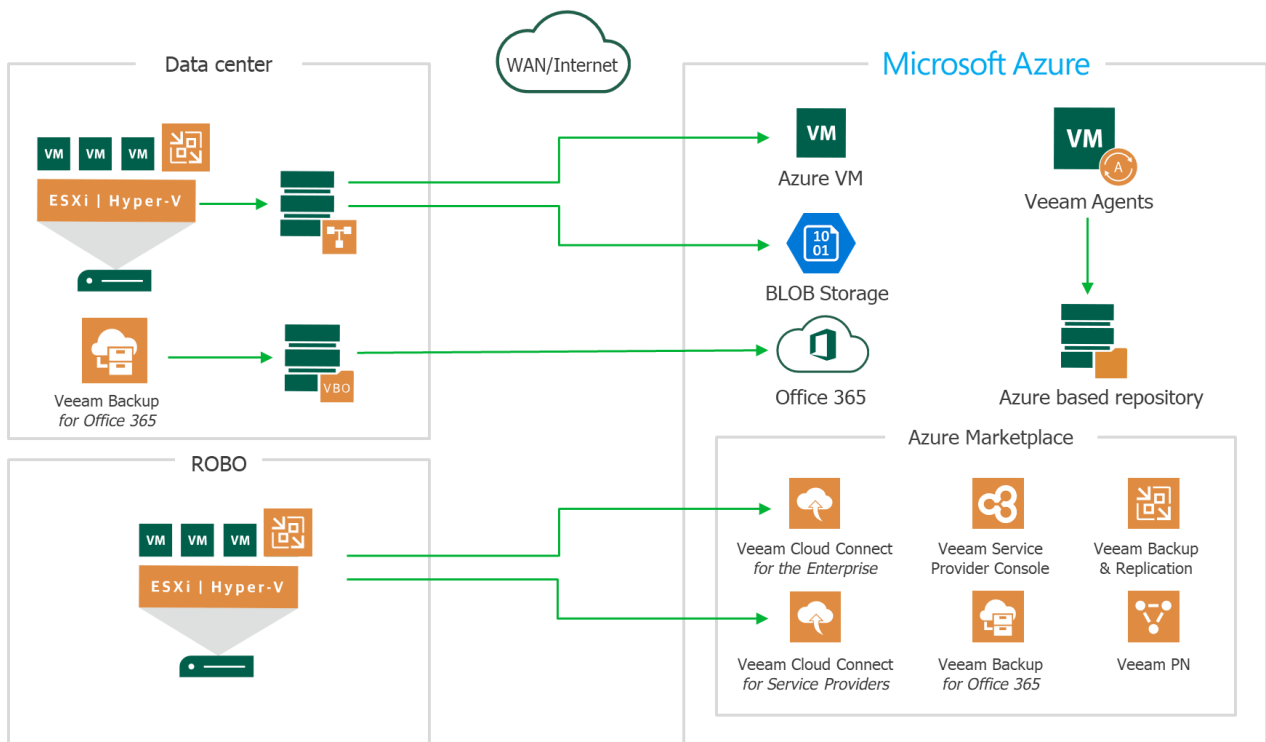 WAN/Internet
Data center
VM VM VM
ESXi | Hyper-V
Veeam Backup
for Office 365
VBO
ROBO
VM VM VM
ESXi | Hyper-V
Microsoft Azure
VM
Azure VM
10
01
BLOB Storage
Office 365
VM
A
Veeam Agents
Azure based repository
Azure Marketplace
Veeam Cloud Connect
for the Enterprise
Veeam Service
Provider Console
Veeam Backup
& Replication
Veeam Cloud Connect
for Service Providers
Veeam Backup
for Office 365
Veeam PN